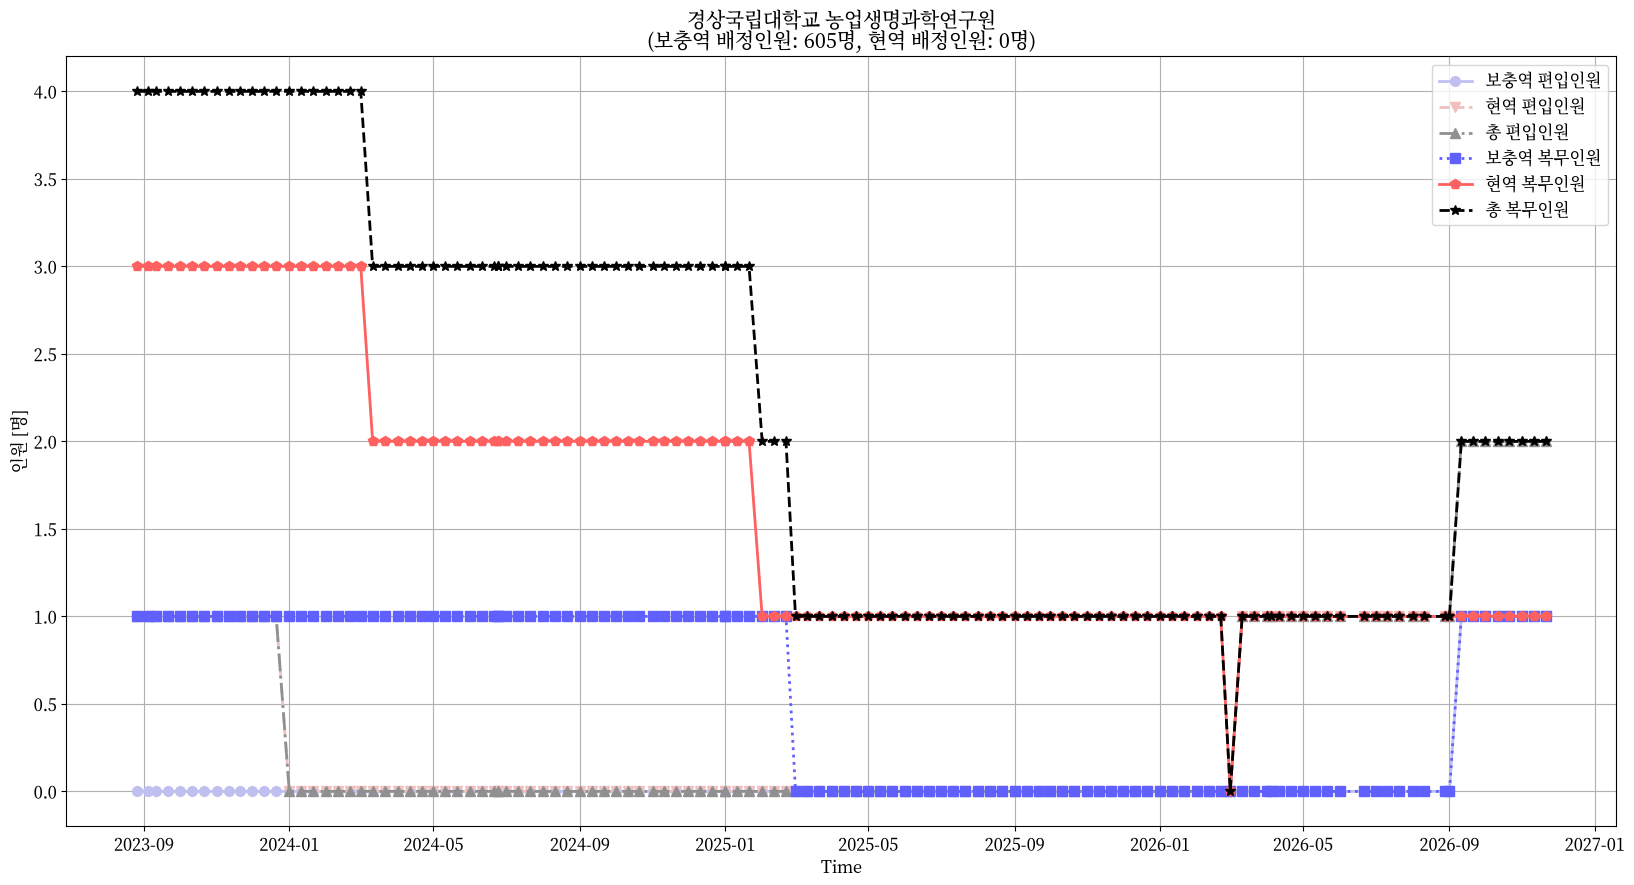 경상국립대학교 농업생명과학연구원
(보충역 배정인원: 605명, 현역 배정인원: 0명)
보충역 편입인원
현역 편입인원
총 편입인원
보충역 복무인원
현역 복무인원
총 복무인원
인원 [명]
4.0
3.5
3.0
2.5
2.0
1.5
1.0
0.5
0.0
2023-09
2024-01
2024-05
2024-09
2025-01
2025-05
2025-09
2026-01
2026-05
2026-09
2027-01
Time